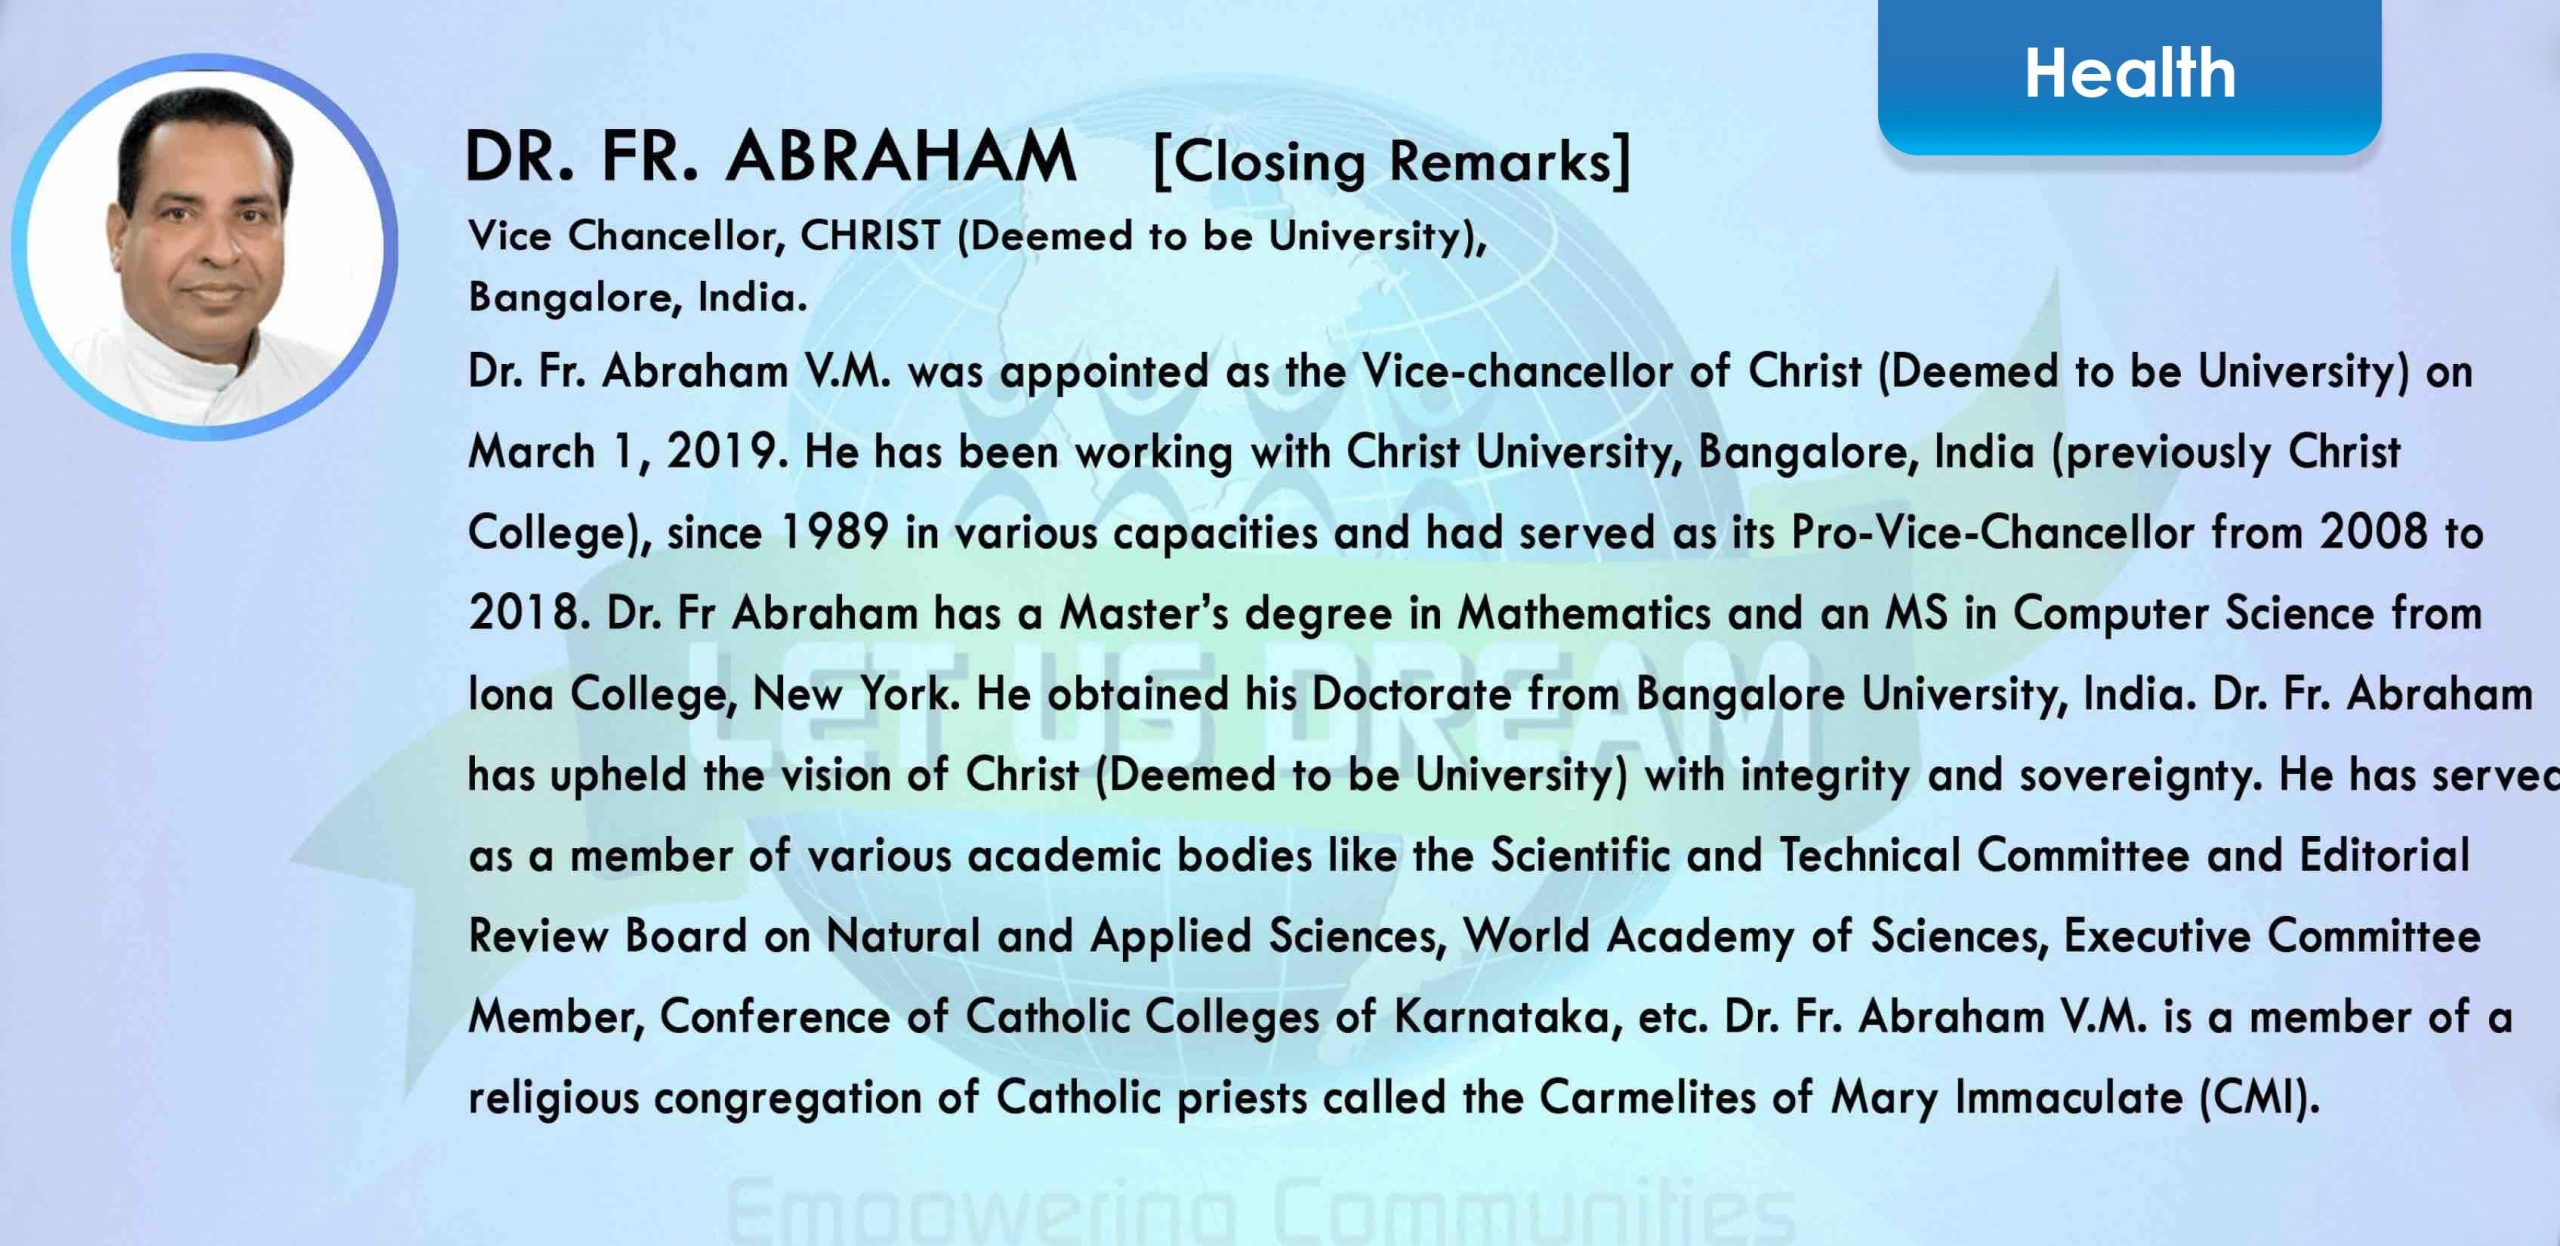 Health
DR. FR. ABRAHAM [Closing Remarks]
Vice Chancellor, CHRIST (Deemed to be University),
Bangalore, India.
Dr. Fr. Abraham V.M. was appointed as the Vice-chancellor of Christ (Deemed to be University) on
March 1, 2019. He has been working with Christ University, Bangalore, India (previously Christ
College), since 1989 in various capacities and had served as its Pro-Vice-Chancellor from 2008 to
2018. Dr. Fr Abraham has a Master’s degree in Mathematics and an MS in Computer Science from
Iona College, New York. He obtained his Doctorate from Bangalore University, India. Dr. Fr. Abraham
has upheld the vision of Christ (Deemed to be University) with integrity and sovereignty. He has served
as a member of various academic bodies like the Scientific and Technical Committee and Editorial
Review Board on Natural and Applied Sciences, World Academy of Sciences, Executive Committee
Member, Conference of Catholic Colleges of Karnataka, etc. Dr. Fr. Abraham V.M. is a member of a
religious congregation of Catholic priests called the Carmelites of Mary Immaculate (CMI).
LET US DREAM
Empowering Communities